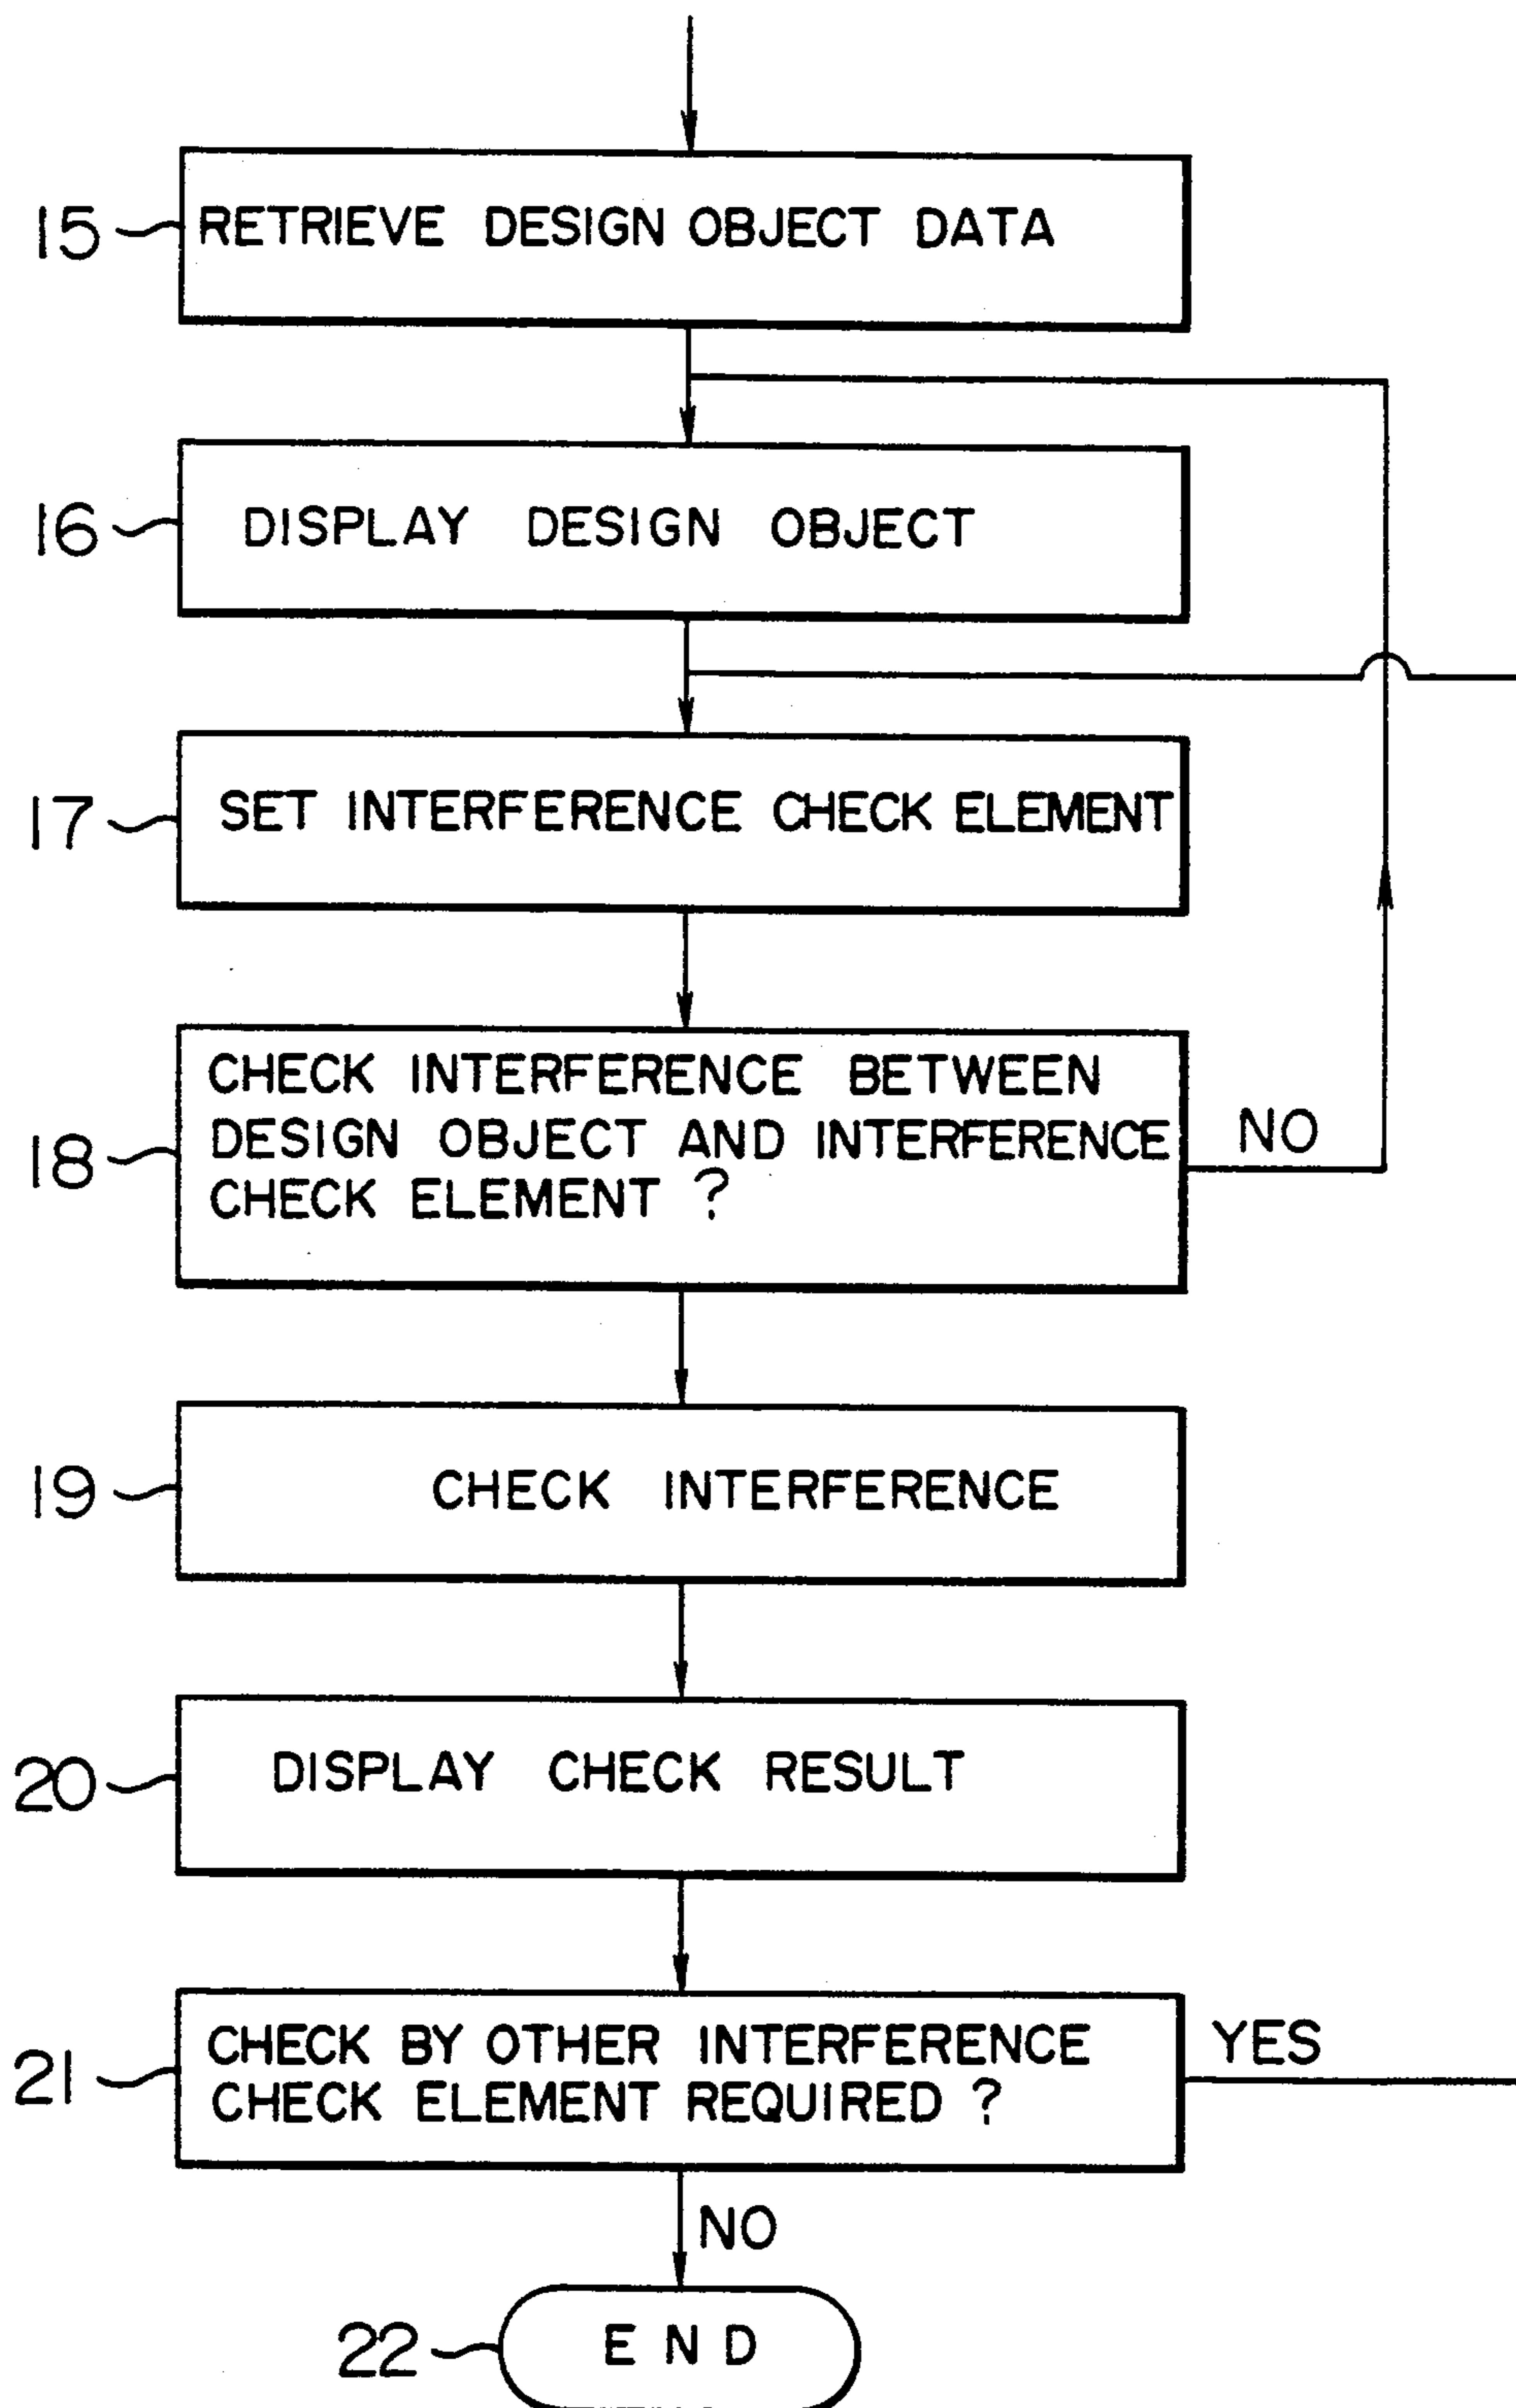 15 RETRIEVE DESIGN OBJECT DATA
16 DISPLAY DESIGN OBJECT
17 SET INTERFERENCE CHECK ELEMENT
CHECK INTERFERENCE BETWEEN
18 DESIGN OBJECT AND INTERFERENCE NO
CHECK ELEMENT ?
19 CHECK INTERFERENCE
20 DISPLAY CHECK RESULT
CHECK BY OTHER INTERFERENCE YES
21 CHECK ELEMENT REQUIRED ?
NO
22 END